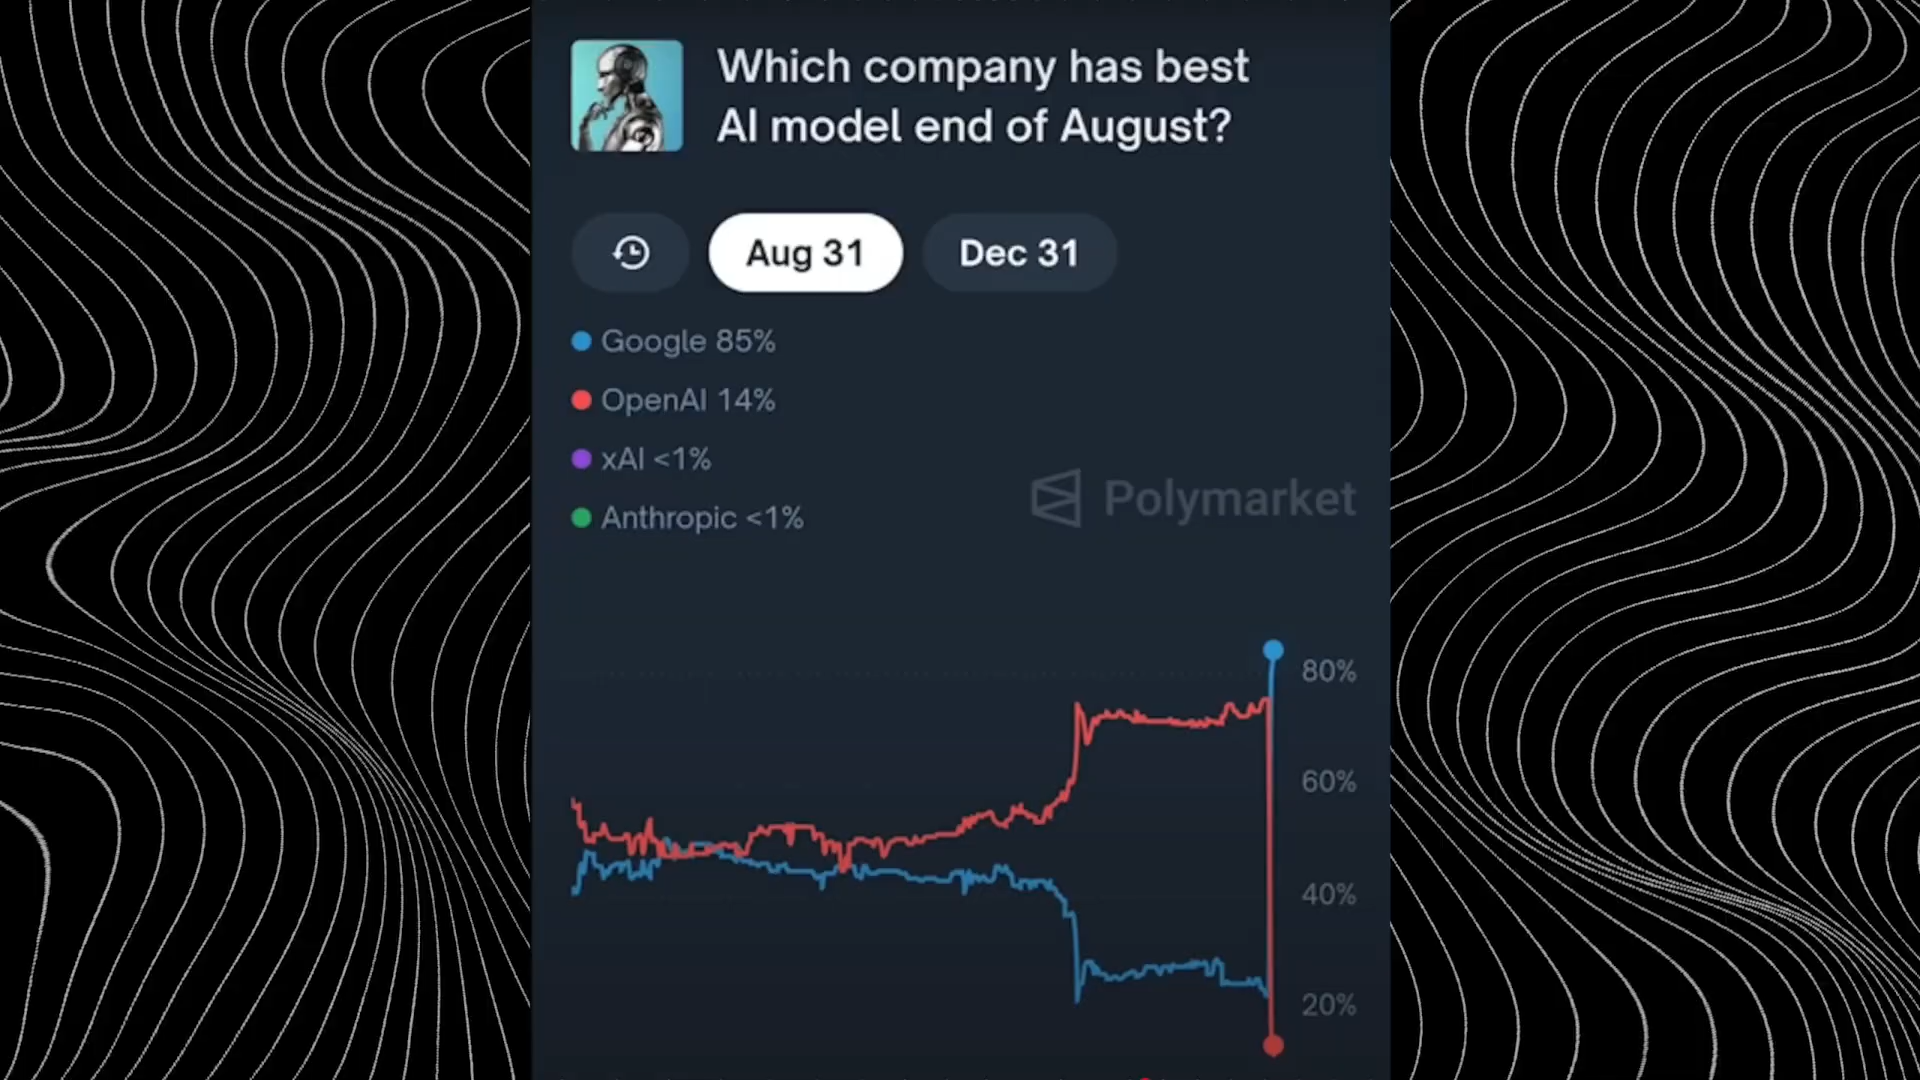 Which company has best
AI model end of August?
Aug 31
Dec 31
Google 85%
OpenAI 14%
xAI <1%
Anthropic <1%
Polymarket
80%
60%
40%
20%